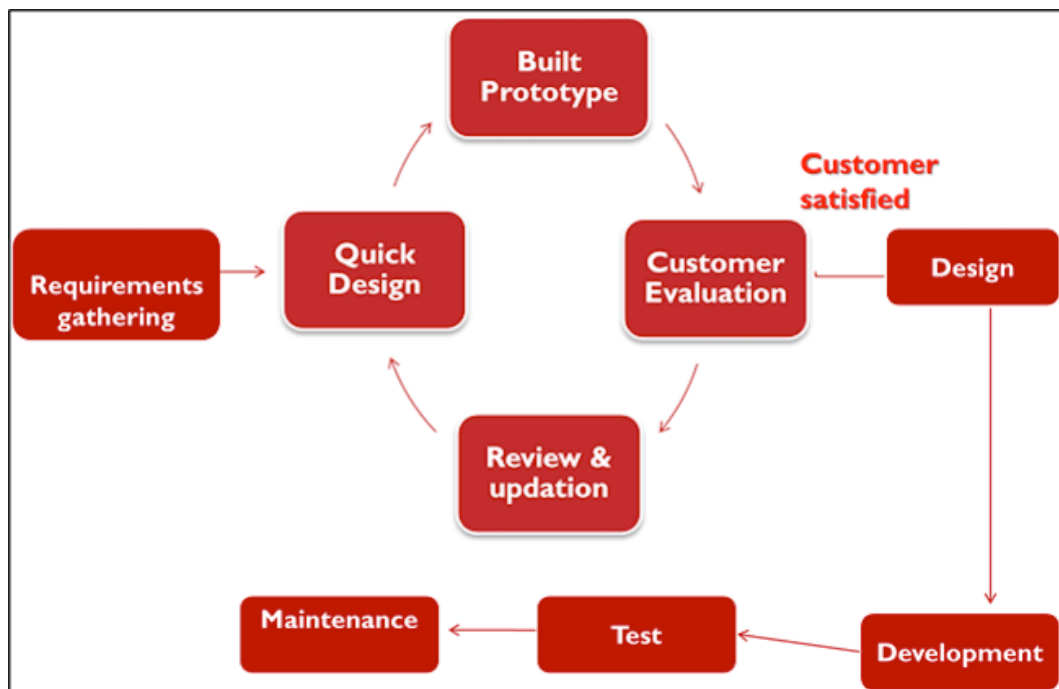 Built
Prototype
Customer
satisfied
Requirements
gathering
Quick
Design
Customer
Evaluation
Design
Review &
updation
Maintenance
Test
Development